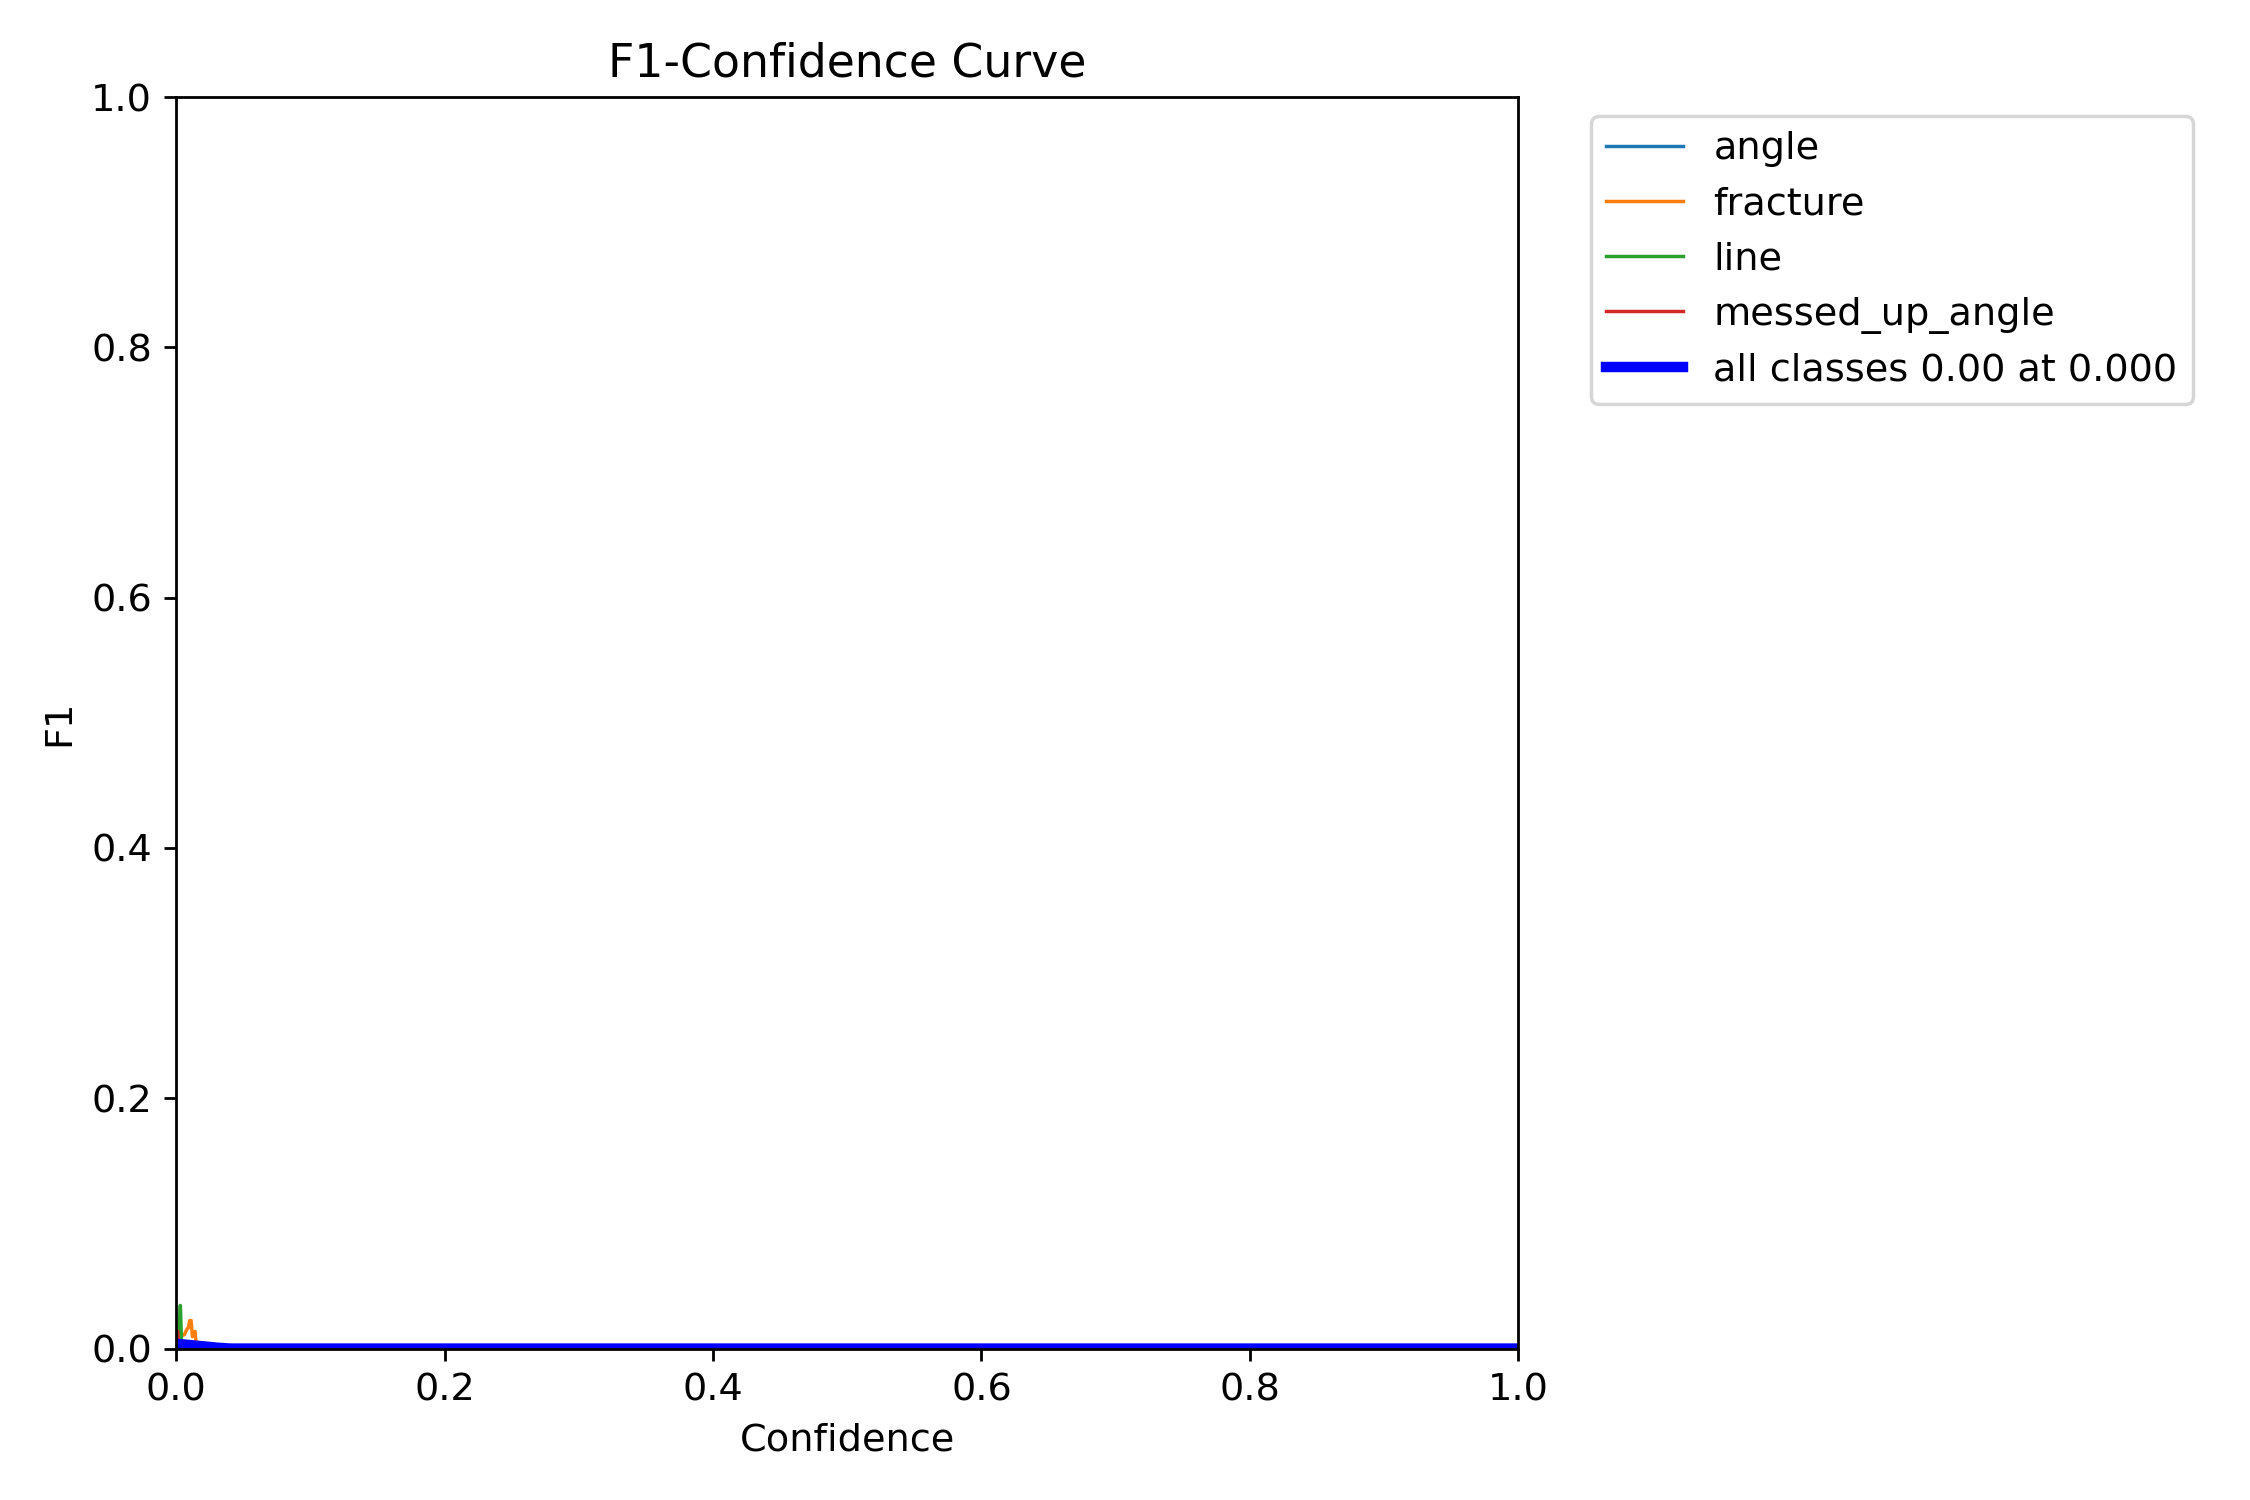 F1-Confidence Curve
1.0
0.8
0.6
0.4
0.2
0.0
F1
0.0 0.2 0.4 0.6 0.8 1.0
Confidence
angle
fracture
line
messed_up_angle
all classes 0.00 at 0.000